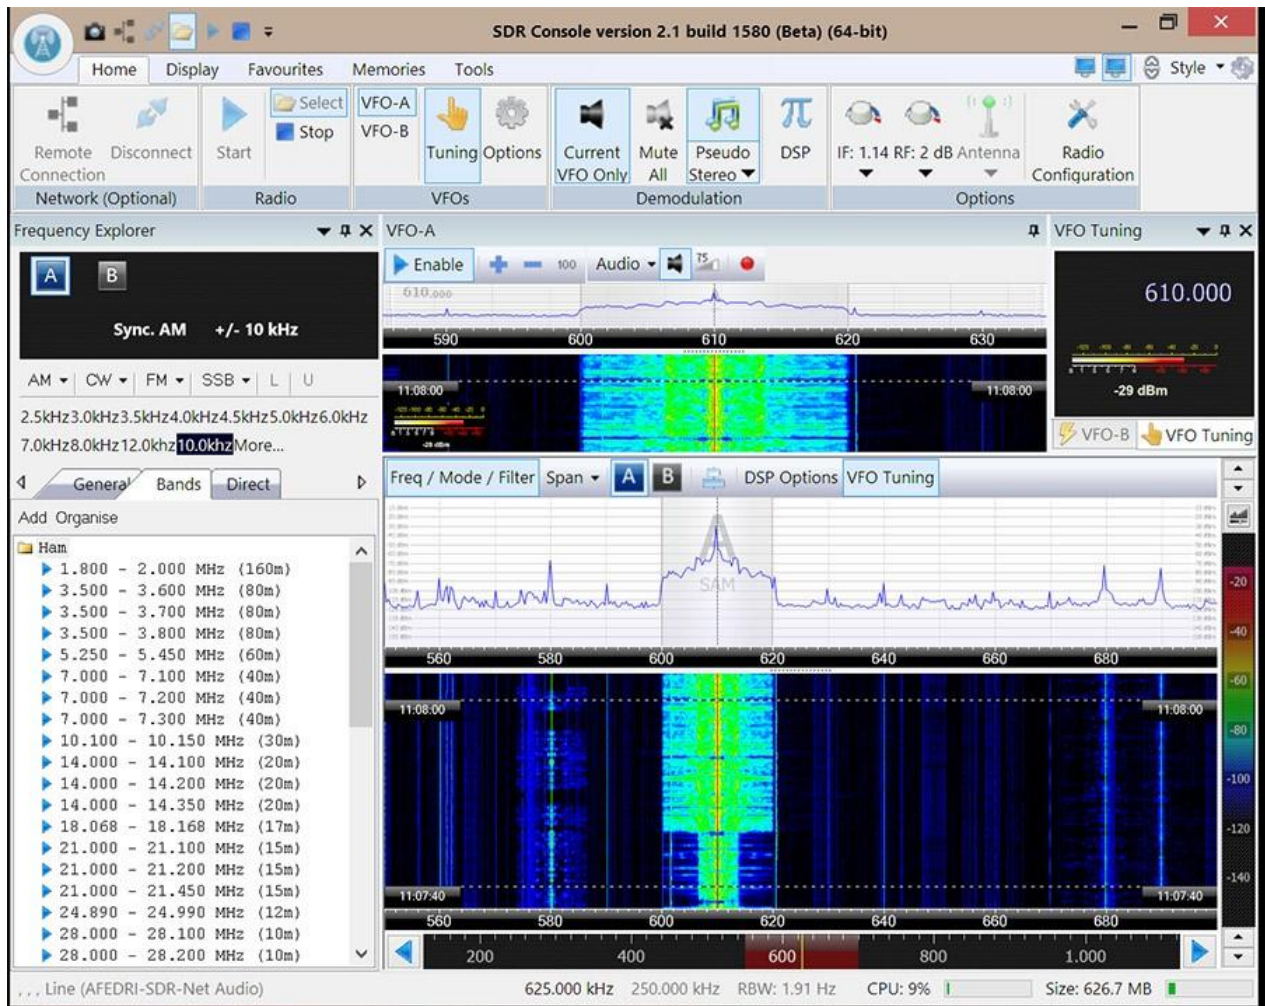 SDR Console version 2.1 build 1580 (Beta) (64-bit)
Home Display Favourites Memories Tools Style
Remote Connection Disconnect
Network (Optional)
Start Select Stop
Radio
VFO-A VFO-B Tuning Options
VFOs
Current VFO Only Mute All Pseudo Stereo DSP
Demodulation
IF: 1.14 RF: 2 dB Antenna Radio Configuration
Options
Frequency Explorer
A B
Sync. AM +/- 10 kHz
AM CW FM SSB L U
2.5kHz3.0kHz3.5kHz4.0kHz4.5kHz5.0kHz6.0kHz
7.0kHz8.0kHz12.0khz10.0khzMore...
General Bands Direct
Add Organise
Ham
1.800 - 2.000 MHz (160m)
3.500 - 3.600 MHz (80m)
3.500 - 3.700 MHz (80m)
3.500 - 3.800 MHz (80m)
5.250 - 5.450 MHz (60m)
7.000 - 7.100 MHz (40m)
7.000 - 7.200 MHz (40m)
7.000 - 7.300 MHz (40m)
10.100 - 10.150 MHz (30m)
14.000 - 14.100 MHz (20m)
14.000 - 14.200 MHz (20m)
14.000 - 14.350 MHz (20m)
18.068 - 18.168 MHz (17m)
21.000 - 21.100 MHz (15m)
21.000 - 21.200 MHz (15m)
21.000 - 21.450 MHz (15m)
24.890 - 24.990 MHz (12m)
28.000 - 28.100 MHz (10m)
28.000 - 28.200 MHz (10m)
VFO-A
Enable 100 Audio 75
610.000
590 600 610 620 630
11:08:00 11:08:00
-29 dBm
VFO Tuning
610.000
-29 dBm
VFO-B VFO Tuning
Freq / Mode / Filter Span A B DSP Options VFO Tuning
A
SAM
560 580 600 620 640 660 680
11:08:00 11:08:00
11:07:40 11:07:40
560 580 600 620 640 660 680
-20
-40
-60
-80
-100
-120
-140
200 400 600 800 1.000
, , , Line (AFEDRI-SDR-Net Audio) 625.000 kHz 250.000 kHz RBW: 1.91 Hz CPU: 9% Size: 626.7 MB